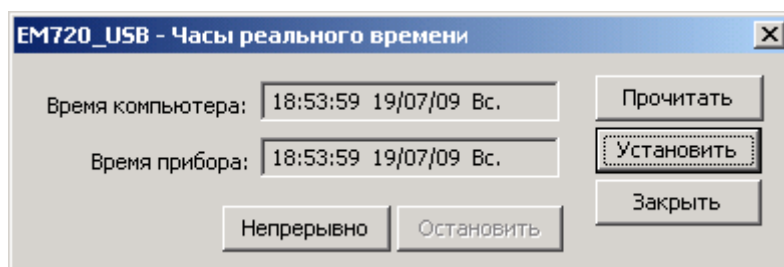 EM720_USB - Часы реального времени
Время компьютера: 18:53:59 19/07/09 Вс. Прочитать
Время прибора: 18:53:59 19/07/09 Вс. Установить
Закрыть
Непрерывно Остановить